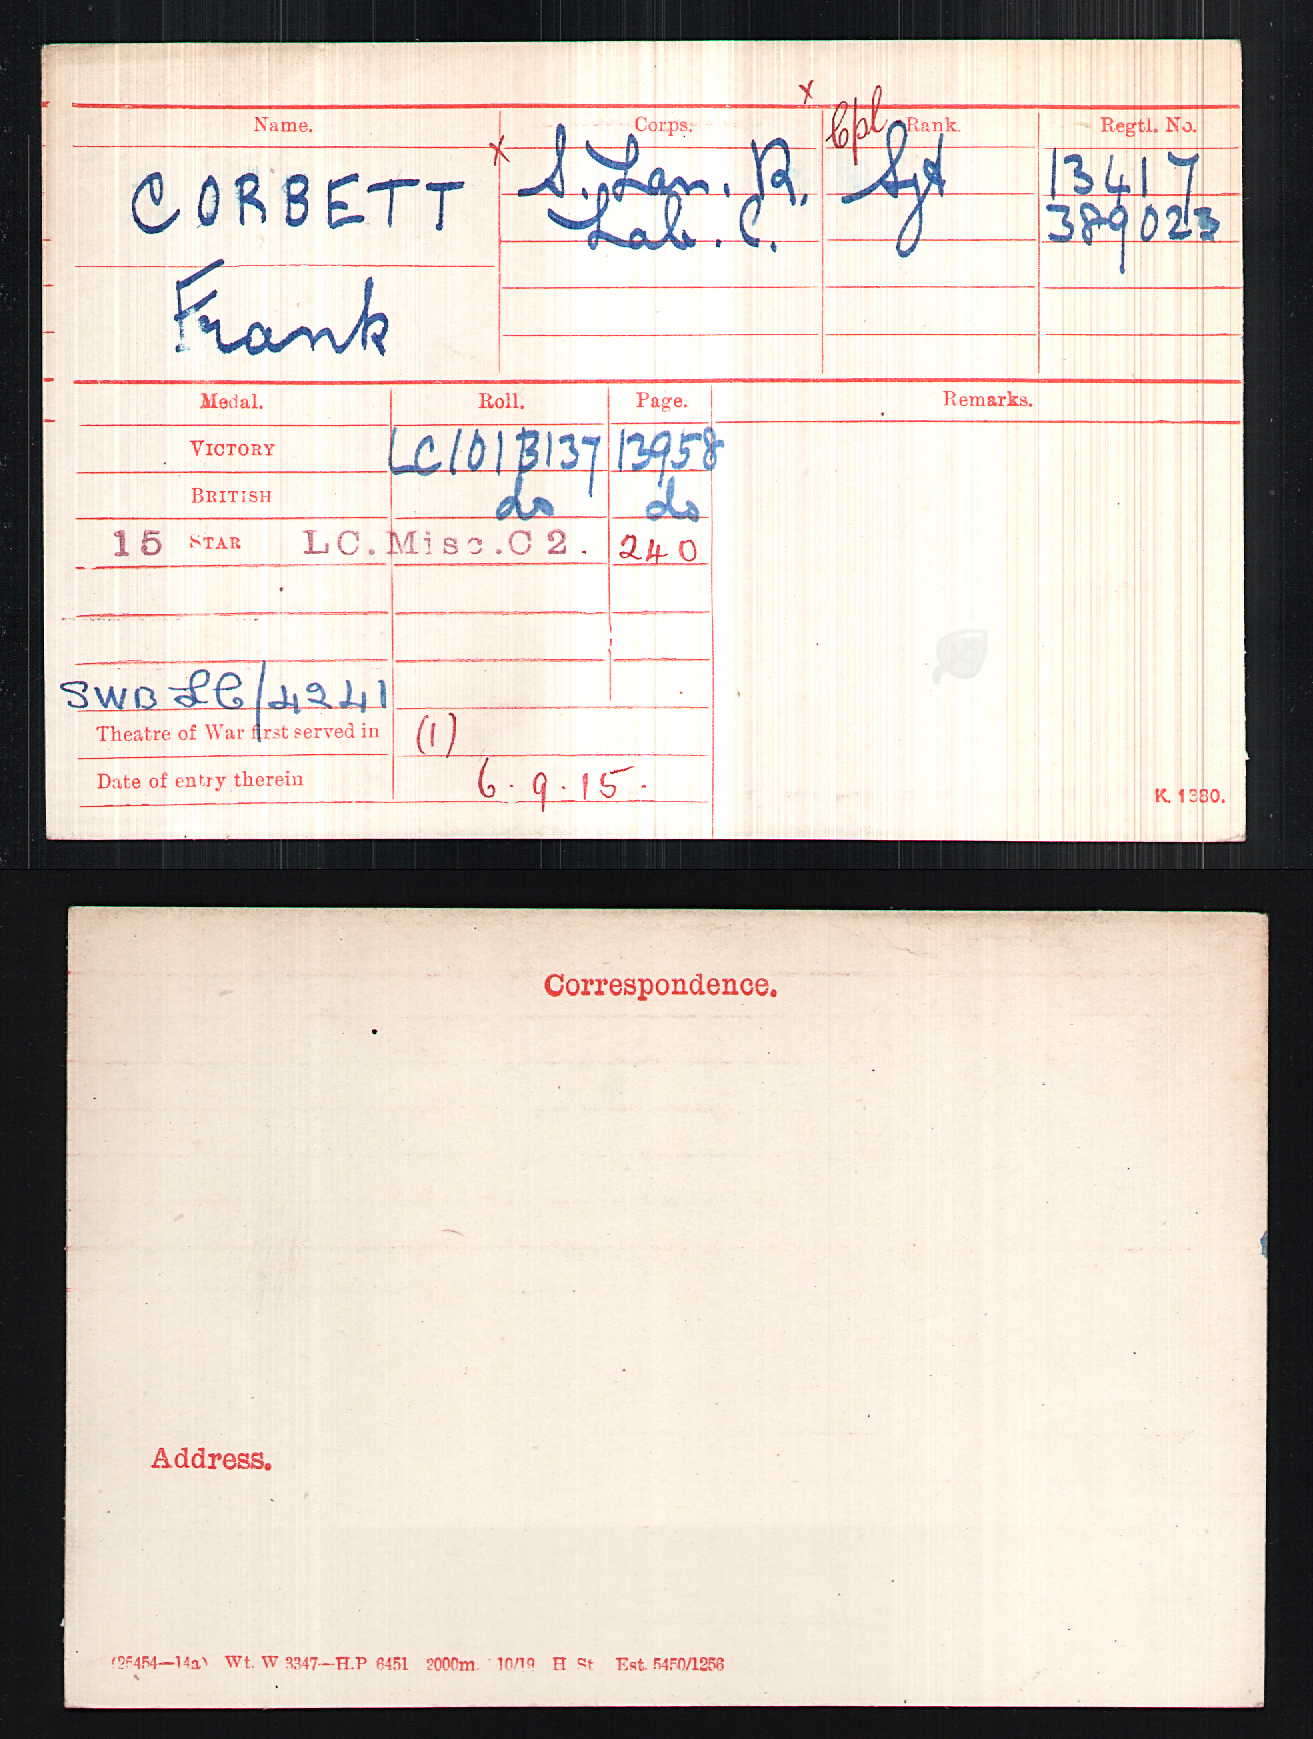 x
Name. Corps. Cpl Rank. Regtl. No.
CORBETT x S. Lan. R. Sgt 13417
Lab. C. 389023
Frank
Medal. Roll. Page. Remarks.
VICTORY LC/101B137 13958
BRITISH do do
15 STAR LC.Misc.C2. 240
SWB LC/4241
Theatre of War first served in (1)
Date of entry therein 6.9.15.
K. 1380.
Correspondence.
Address.
(25454—14a) Wt. W 3347—H.P 6451 2000m. 10/19 H St Est. 5450/1256